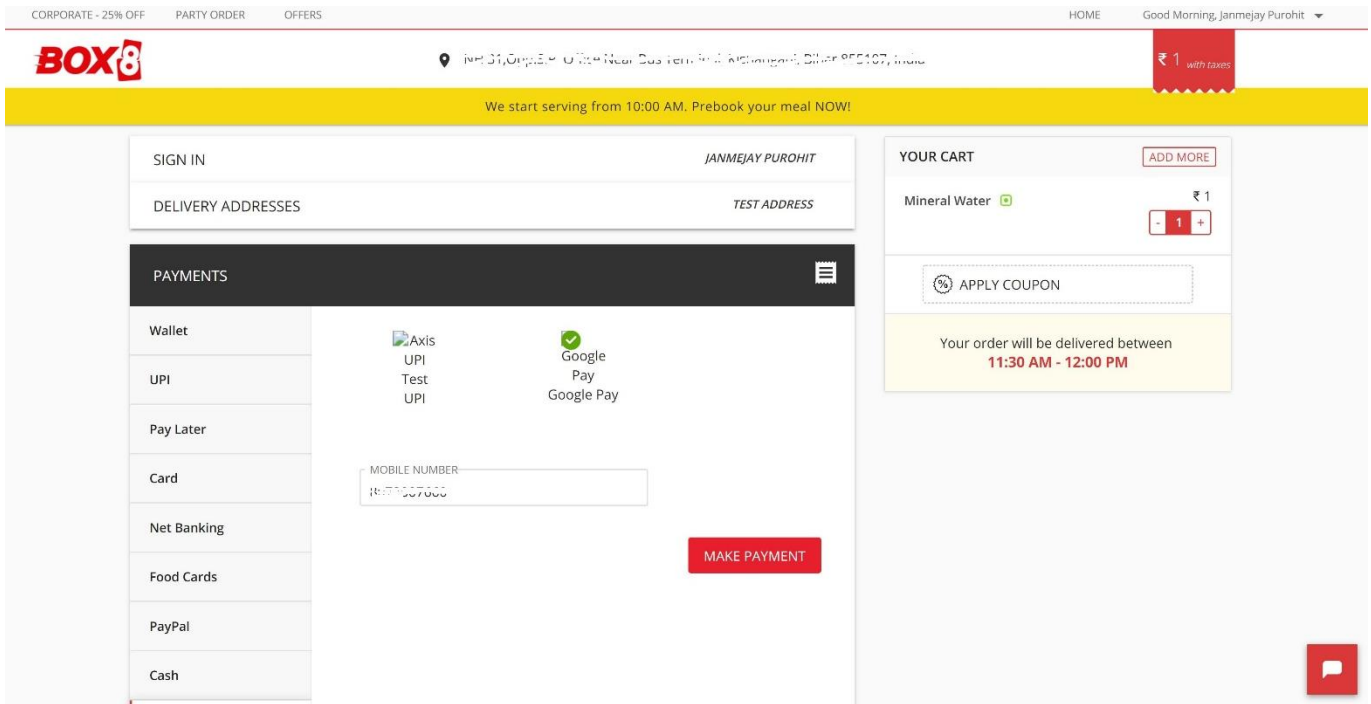 CORPORATE - 25% OFF PARTY ORDER OFFERS HOME Good Morning, Janmejay Purohit
BOX8
₹ 1 with taxes
We start serving from 10:00 AM. Prebook your meal NOW!
SIGN IN JANMEJAY PUROHIT
DELIVERY ADDRESSES TEST ADDRESS
PAYMENTS
Wallet
UPI
Pay Later
Card
Net Banking
Food Cards
PayPal
Cash
Axis
UPI
Test
UPI
Google
Pay
Google Pay
MOBILE NUMBER
MAKE PAYMENT
YOUR CART ADD MORE
Mineral Water ₹ 1
- 1 +
% APPLY COUPON
Your order will be delivered between
11:30 AM - 12:00 PM